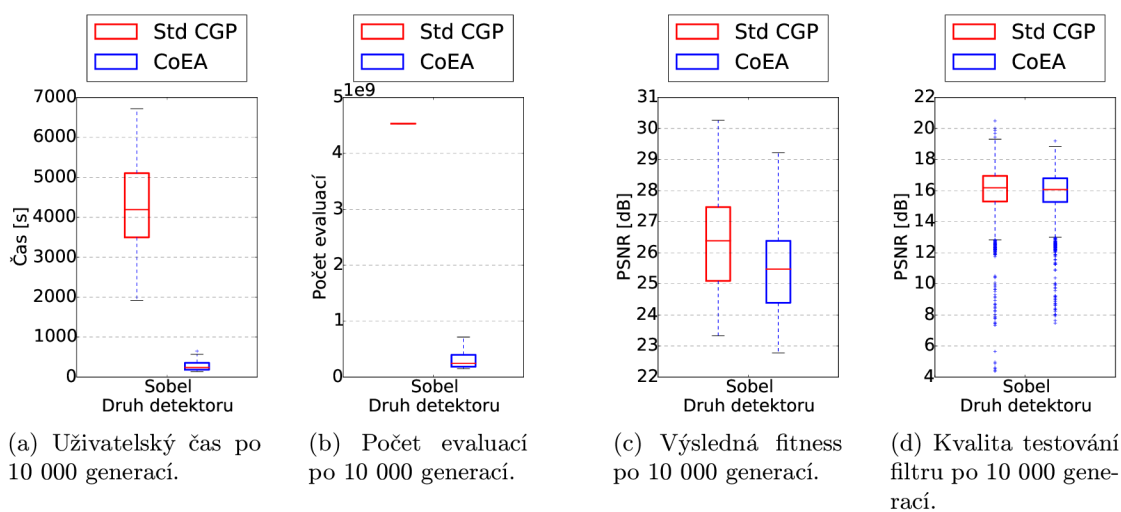 Std CGP
CoEA
7000
6000
5000
4000
3000
2000
1000
0
Čas [s]
Sobel
Druh detektoru
(a) Uživatelský čas po
10 000 generací.
Std CGP
CoEA
1e9
5
4
3
2
1
0
Počet evaluací
Sobel
Druh detektoru
(b) Počet evaluací
po 10 000 generací.
Std CGP
CoEA
31
30
29
28
27
26
25
24
23
22
PSNR [dB]
Sobel
Druh detektoru
(c) Výsledná fitness
po 10 000 generací.
Std CGP
CoEA
22
20
18
16
14
12
10
8
6
4
PSNR [dB]
Sobel
Druh detektoru
(d) Kvalita testování
filtru po 10 000 gene-
rací.